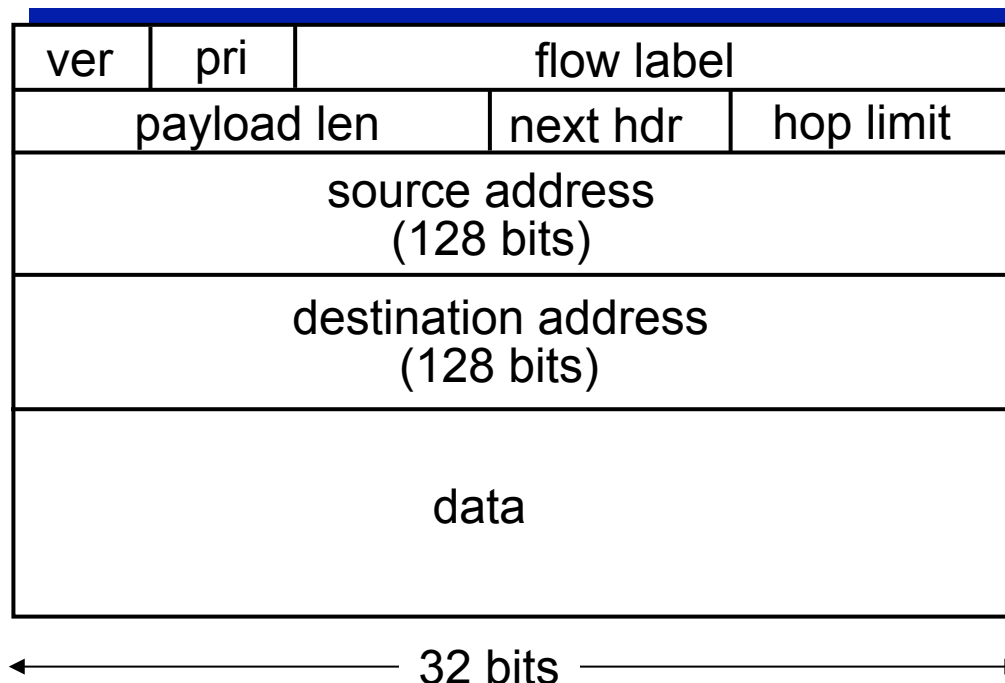 ver pri flow label
payload len next hdr hop limit
source address
(128 bits)
destination address
(128 bits)
data
32 bits